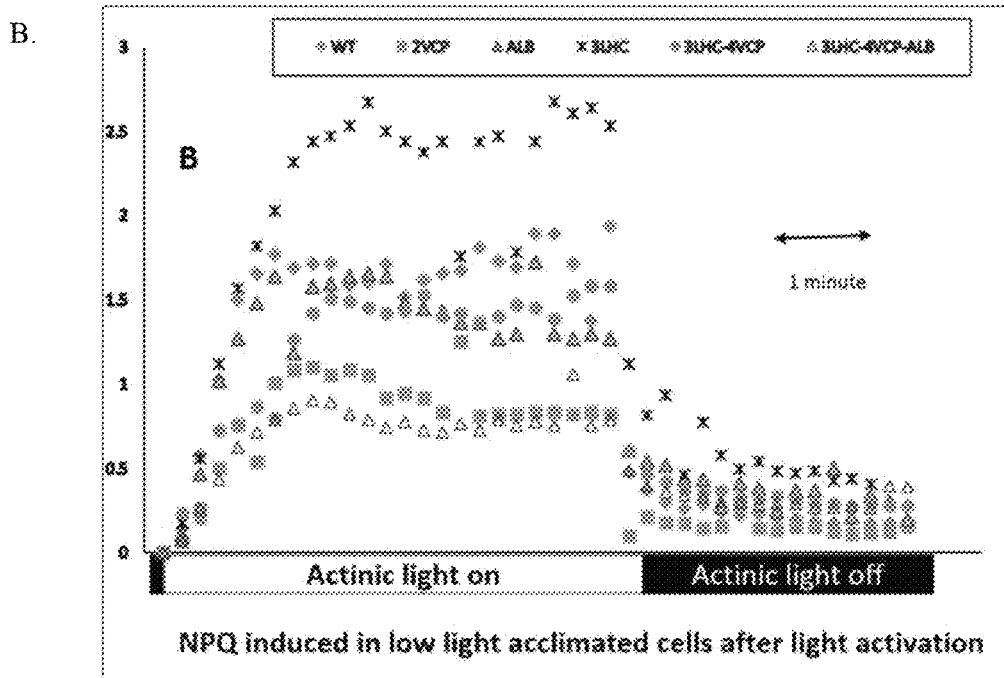 B.
3
WT 2VCP ALB 3LHC 3LHC-4VCP 3LHC-4VCP-ALB
2.5
B
2
1 minute
1.5
1
0.5
0
Actinic light on Actinic light off
NPQ induced in low light acclimated cells after light activation